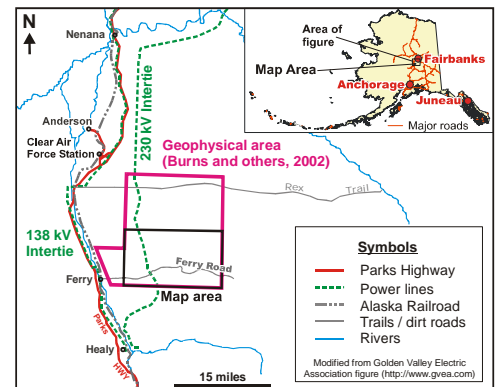 N
Nenana
Anderson
Clear Air
Force Station
230 kV Intertie
Geophysical area
(Burns and others, 2002)
Rex Trail
138 kV
Intertie
Ferry Road
Ferry
Map area
Parks
HWY
Healy
15 miles
Area of
figure
Map Area
Fairbanks
Anchorage
Juneau
Major roads
Symbols
Parks Highway
Power lines
Alaska Railroad
Trails / dirt roads
Rivers
Modified from Golden Valley Electric
Association figure (http://www.gvea.com)